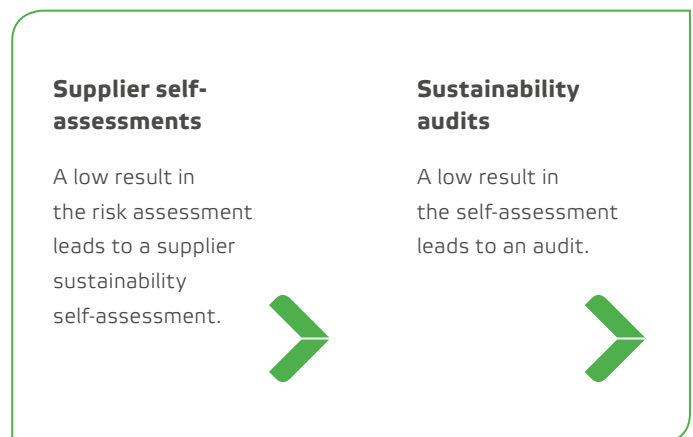 Supplier self-
assessments
A low result in
the risk assessment
leads to a supplier
sustainability
self-assessment.
Sustainability
audits
A low result in
the self-assessment
leads to an audit.